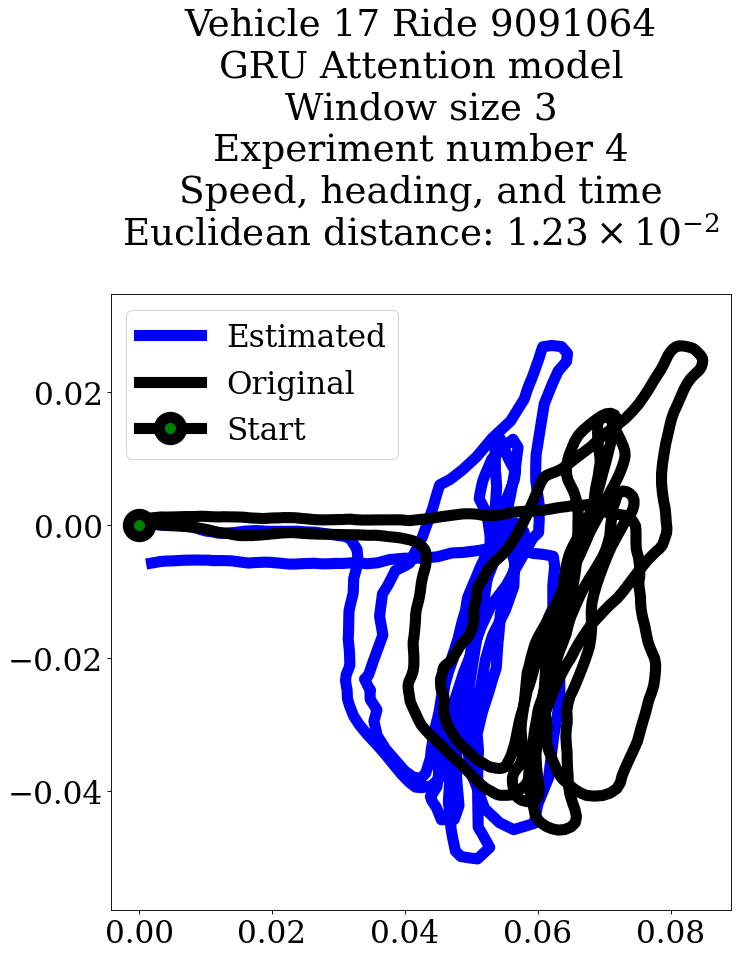 Vehicle 17 Ride 9091064
GRU Attention model
Window size 3
Experiment number 4
Speed, heading, and time
Euclidean distance: 1.23 × 10⁻²
Estimated
Original
Start
0.02
0.00
−0.02
−0.04
0.00 0.02 0.04 0.06 0.08